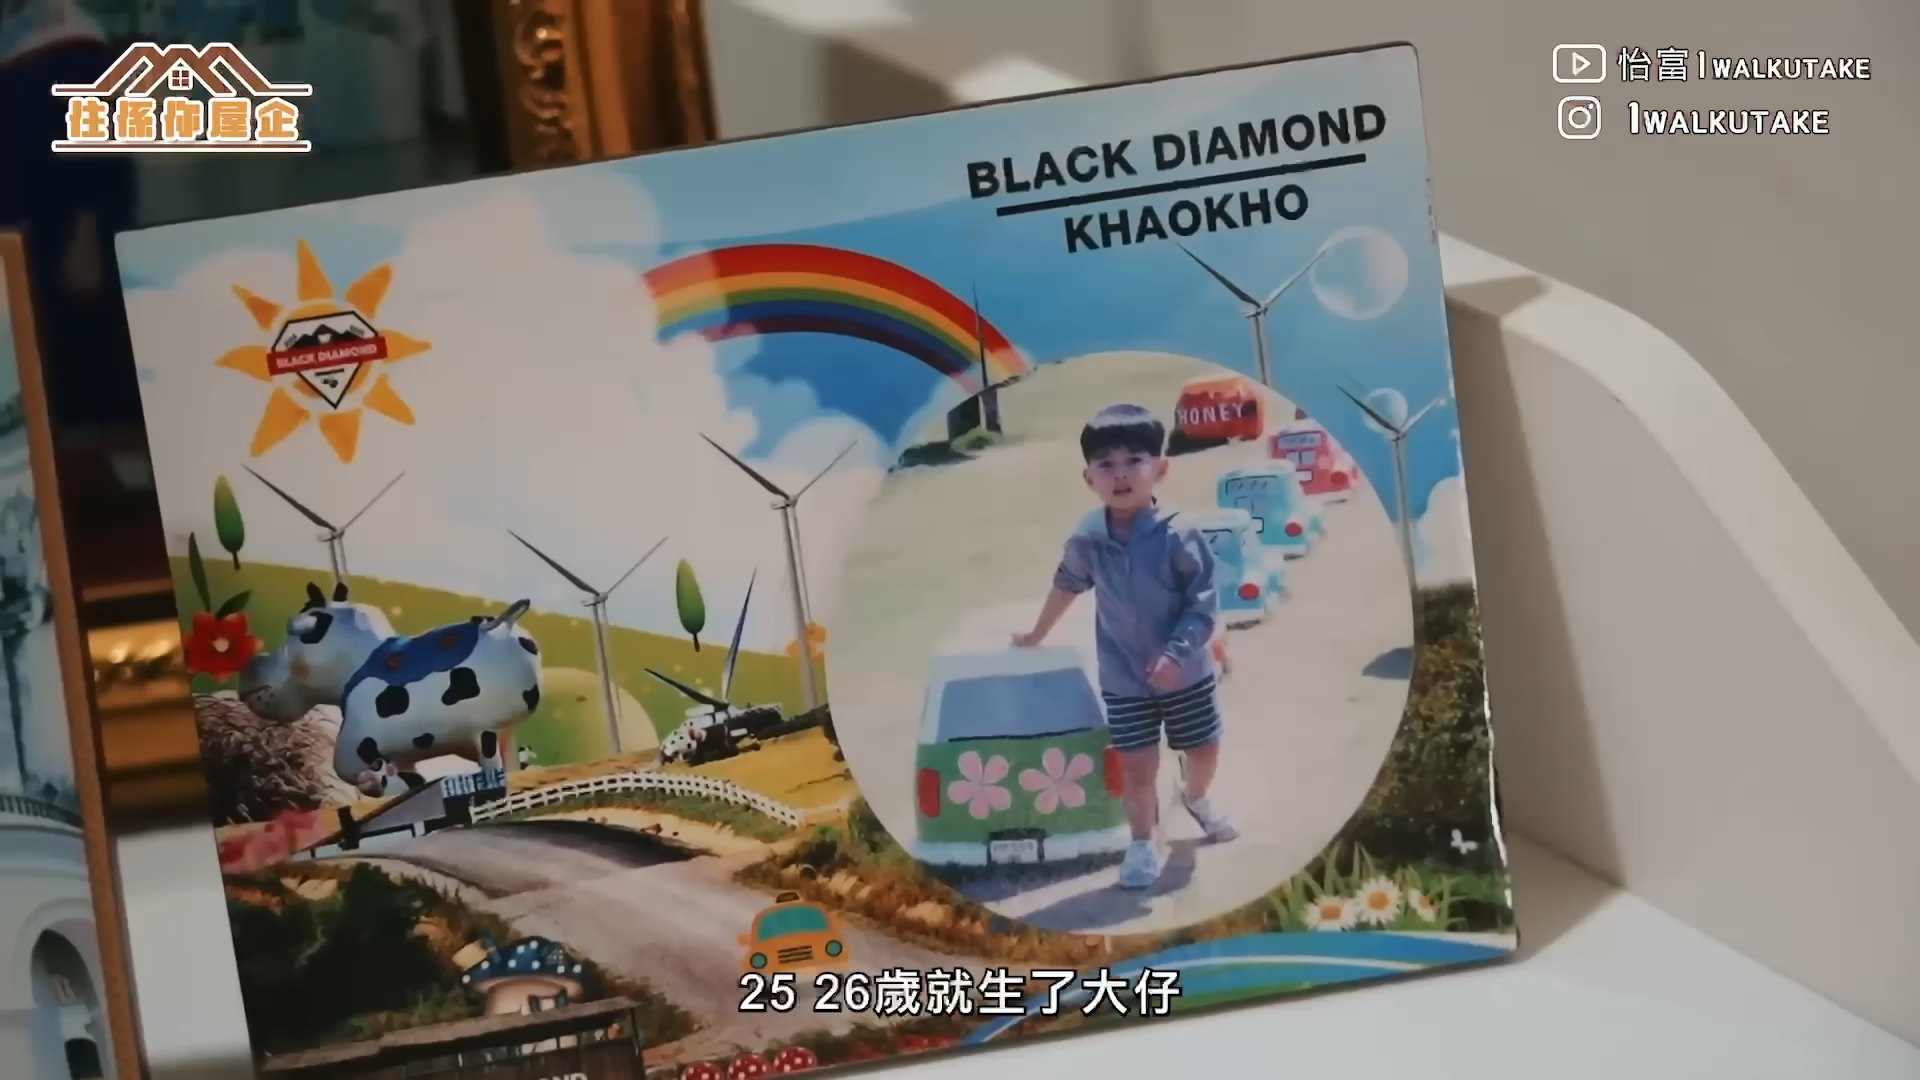 住係你屋企
怡富1WALKUTAKE
1WALKUTAKE
BLACK DIAMOND
KHAOKHO
BLACK DIAMOND
HONEY
25 26歲就生了大仔